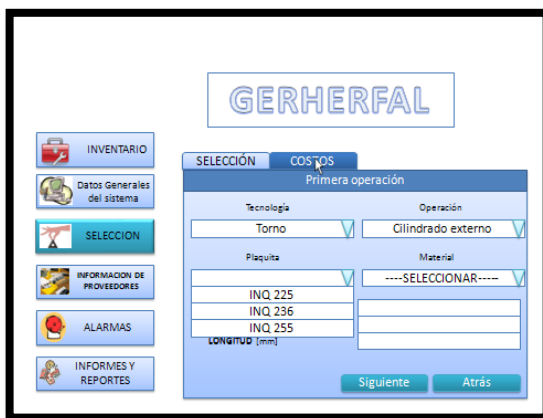 GERHERFAL
INVENTARIO
Datos Generales
del sistema
SELECCION
INFORMACION DE
PROVEEDORES
ALARMAS
INFORMES Y
REPORTES
SELECCIÓN
COSTOS
Primera operación
Tecnología
Operación
Torno
Cilindrado externo
Plaquita
Material
----SELECCIONAR-----
INQ 225
INQ 236
INQ 255
LONGITUD [mm]
Siguiente
Atrás